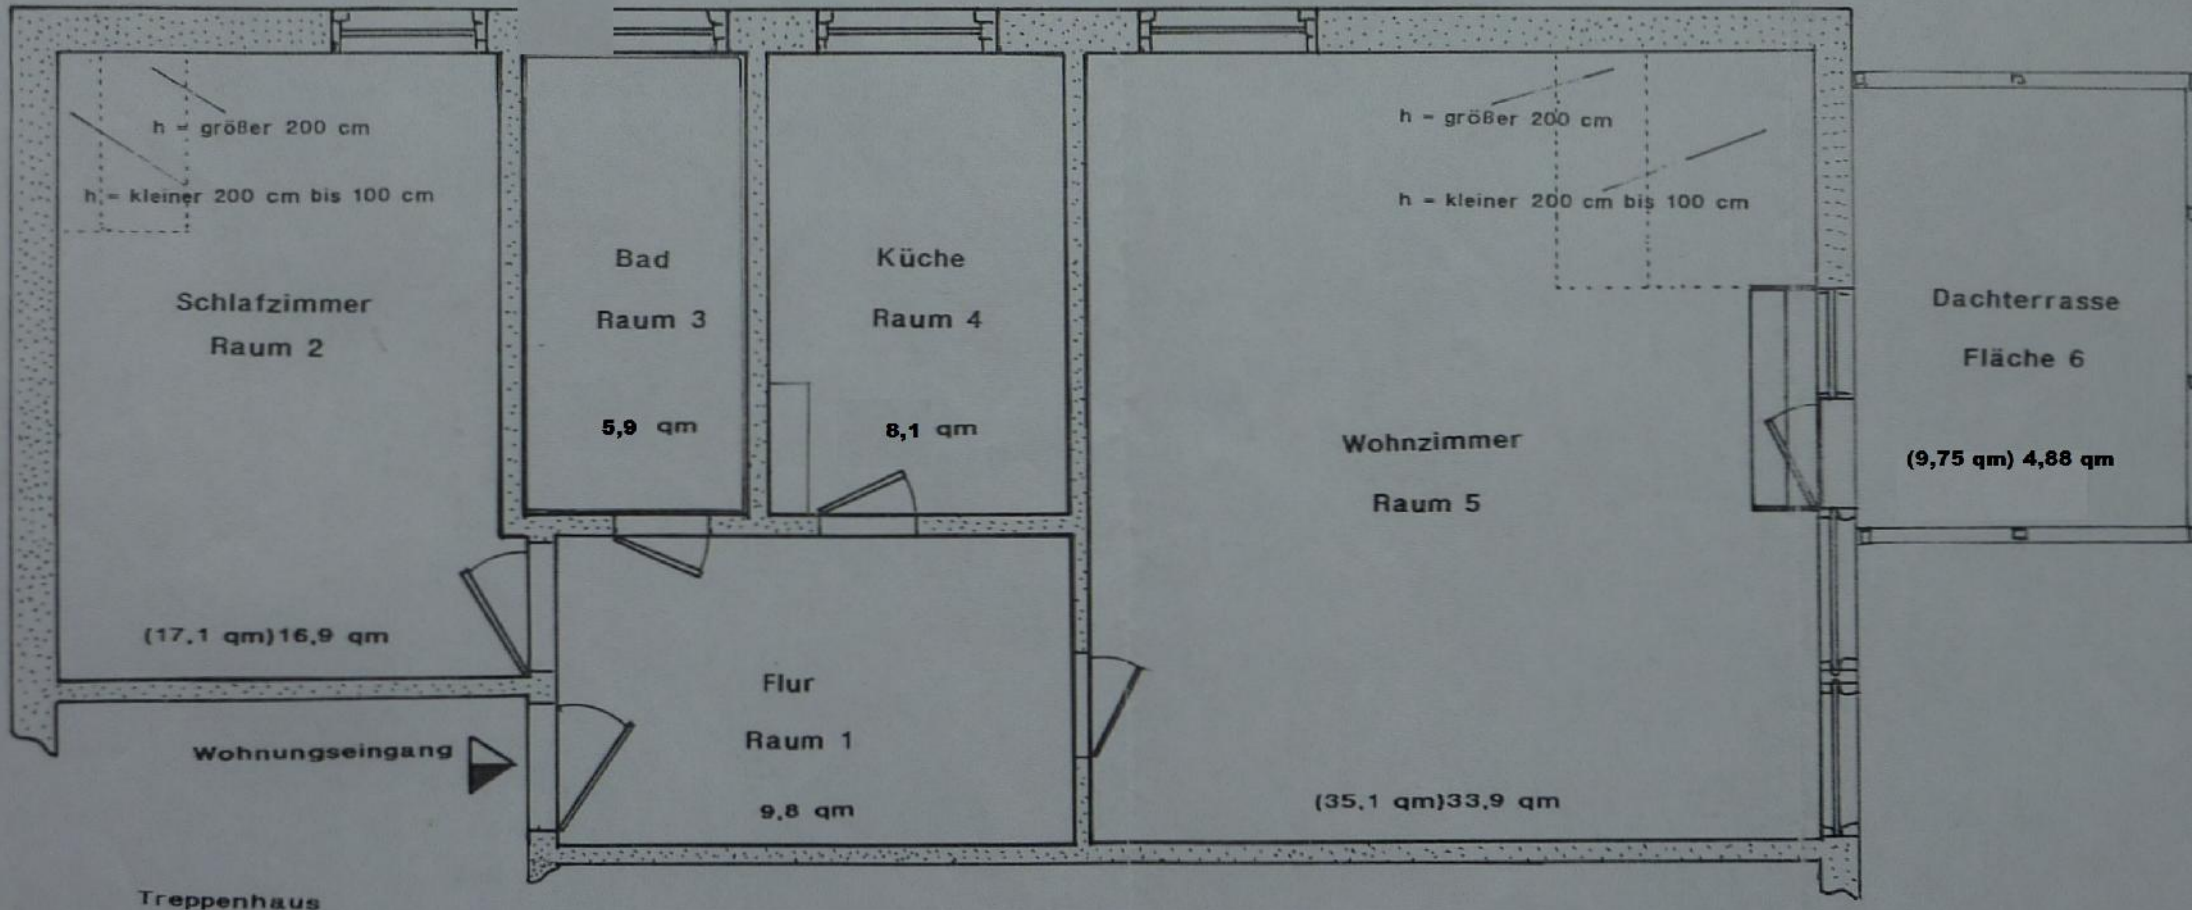 h = größer 200 cm
h = kleiner 200 cm bis 100 cm
Schlafzimmer
Raum 2
(17,1 qm)16,9 qm
Bad
Raum 3
5,9 qm
Küche
Raum 4
8,1 qm
h = größer 200 cm
h = kleiner 200 cm bis 100 cm
Wohnzimmer
Raum 5
(35,1 qm)33,9 qm
Dachterrasse
Fläche 6
(9,75 qm) 4,88 qm
Flur
Raum 1
9,8 qm
Wohnungseingang
Treppenhaus